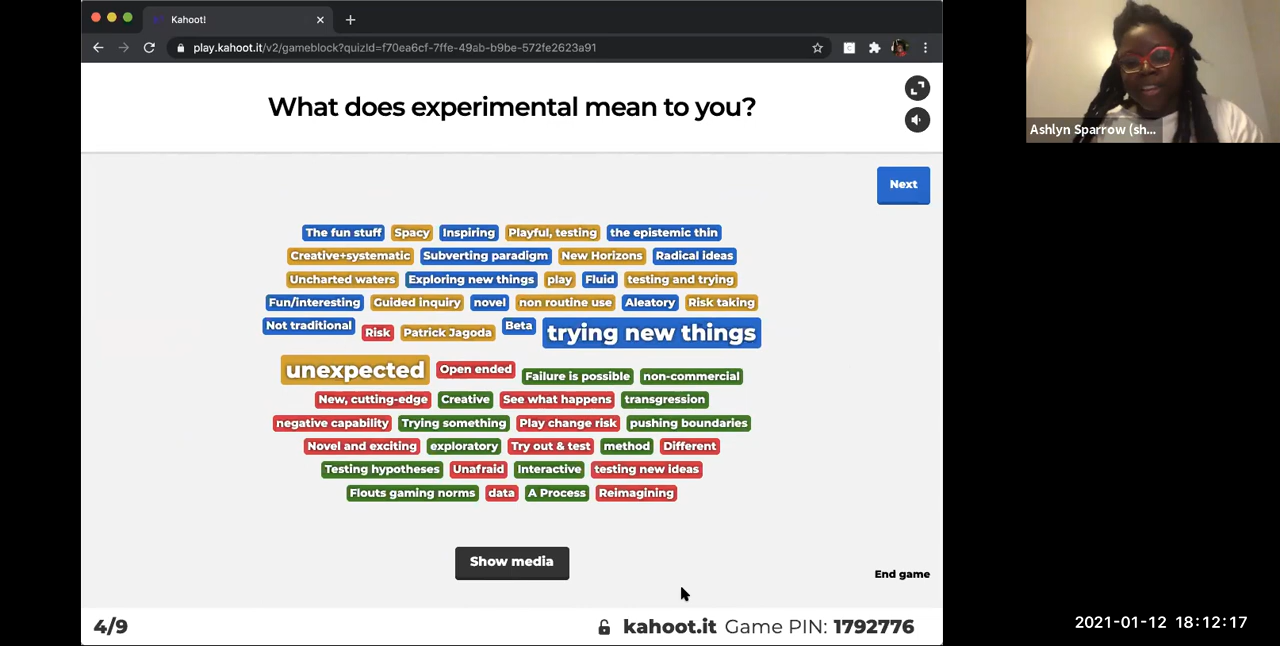 Kahoot!
play.kahoot.it/v2/gameblock?quizId=f70ea6cf-7ffe-49ab-b9be-572fe2623a91
What does experimental mean to you?
Next
The fun stuff Spacy Inspiring Playful, testing the epistemic thin
Creative+systematic Subverting paradigm New Horizons Radical ideas
Uncharted waters Exploring new things play Fluid testing and trying
Fun/interesting Guided inquiry novel non routine use Aleatory Risk taking
Not traditional Risk Patrick Jagoda Beta trying new things
unexpected Open ended Failure is possible non-commercial
New, cutting-edge Creative See what happens transgression
negative capability Trying something Play change risk pushing boundaries
Novel and exciting exploratory Try out & test method Different
Testing hypotheses Unafraid Interactive testing new ideas
Flouts gaming norms data A Process Reimagining
Show media
End game
4/9
kahoot.it Game PIN: 1792776
Ashlyn Sparrow (sh...
2021-01-12 18:12:17